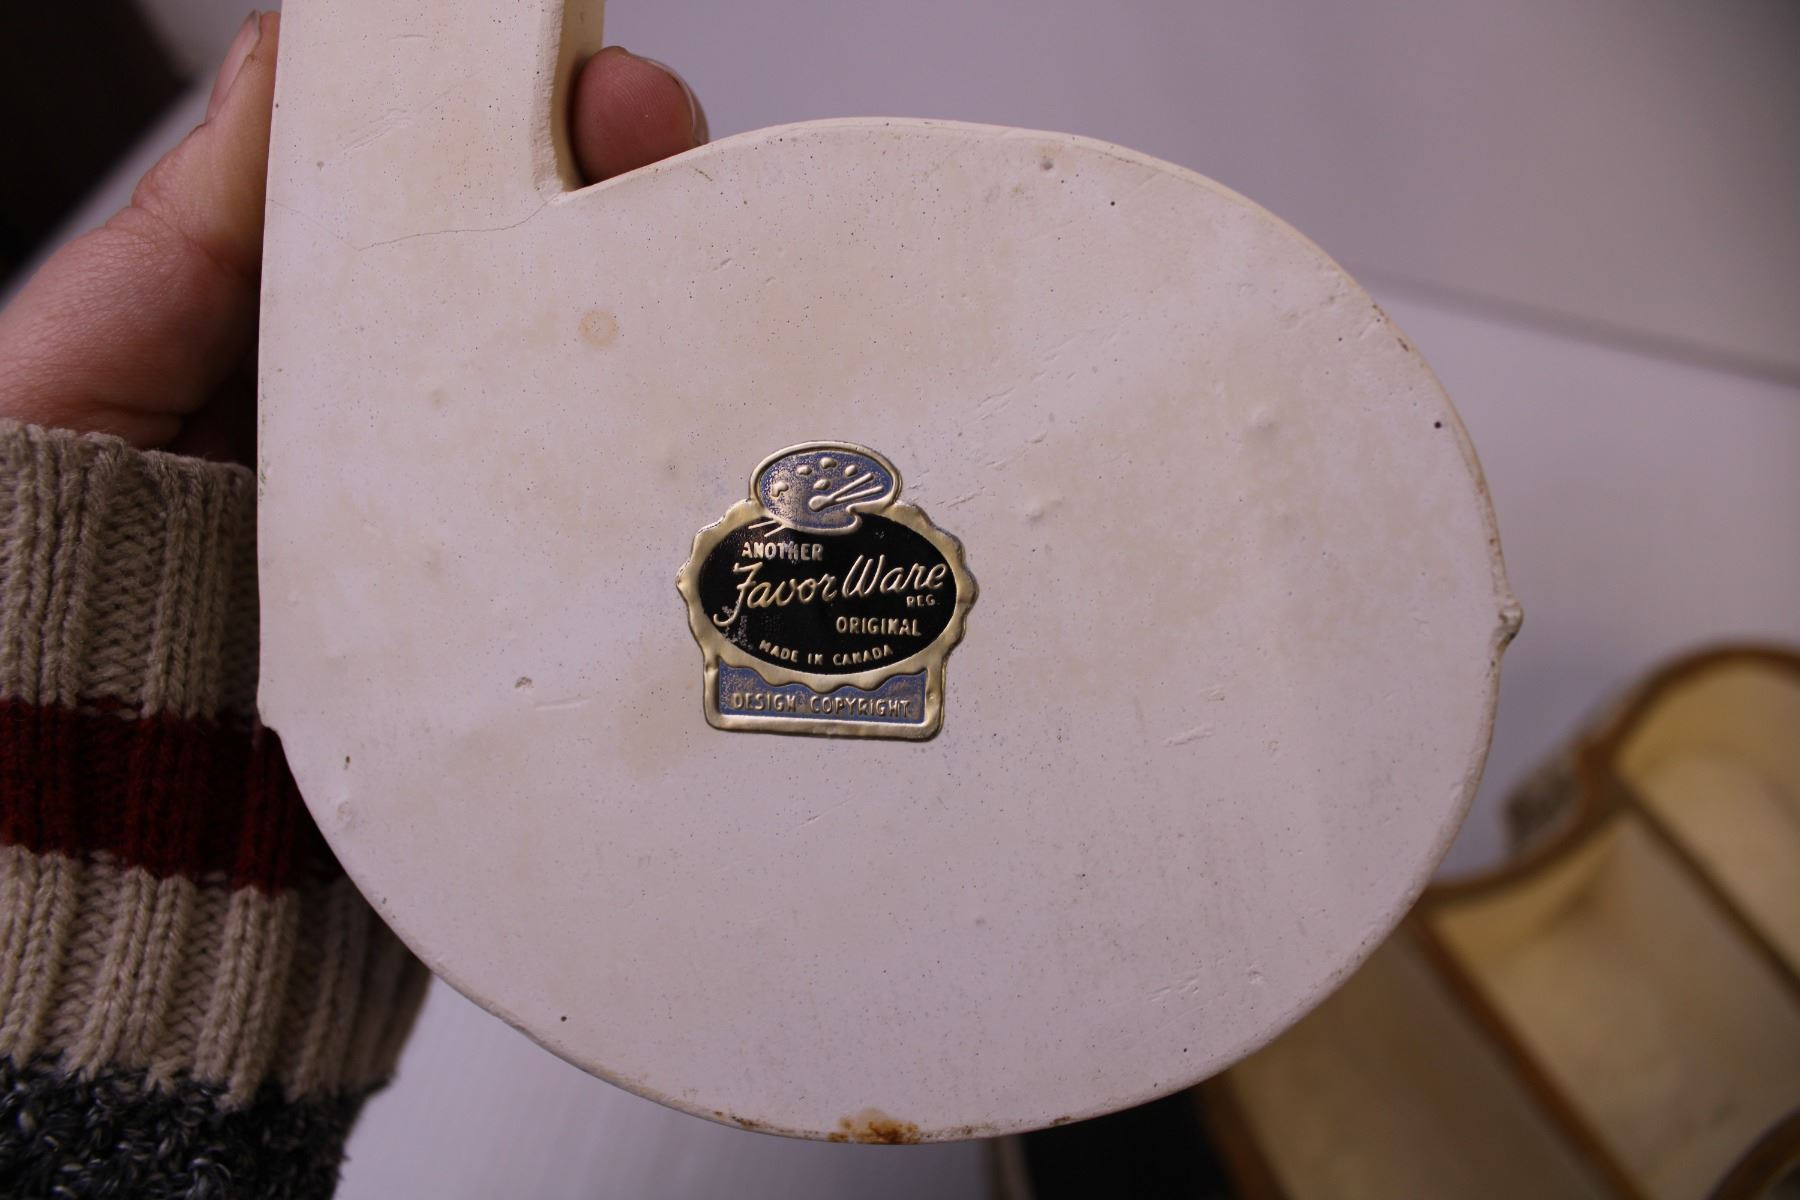 ANOTHER
Favor Ware
REG.
ORIGINAL
MADE IN CANADA
DESIGN COPYRIGHT